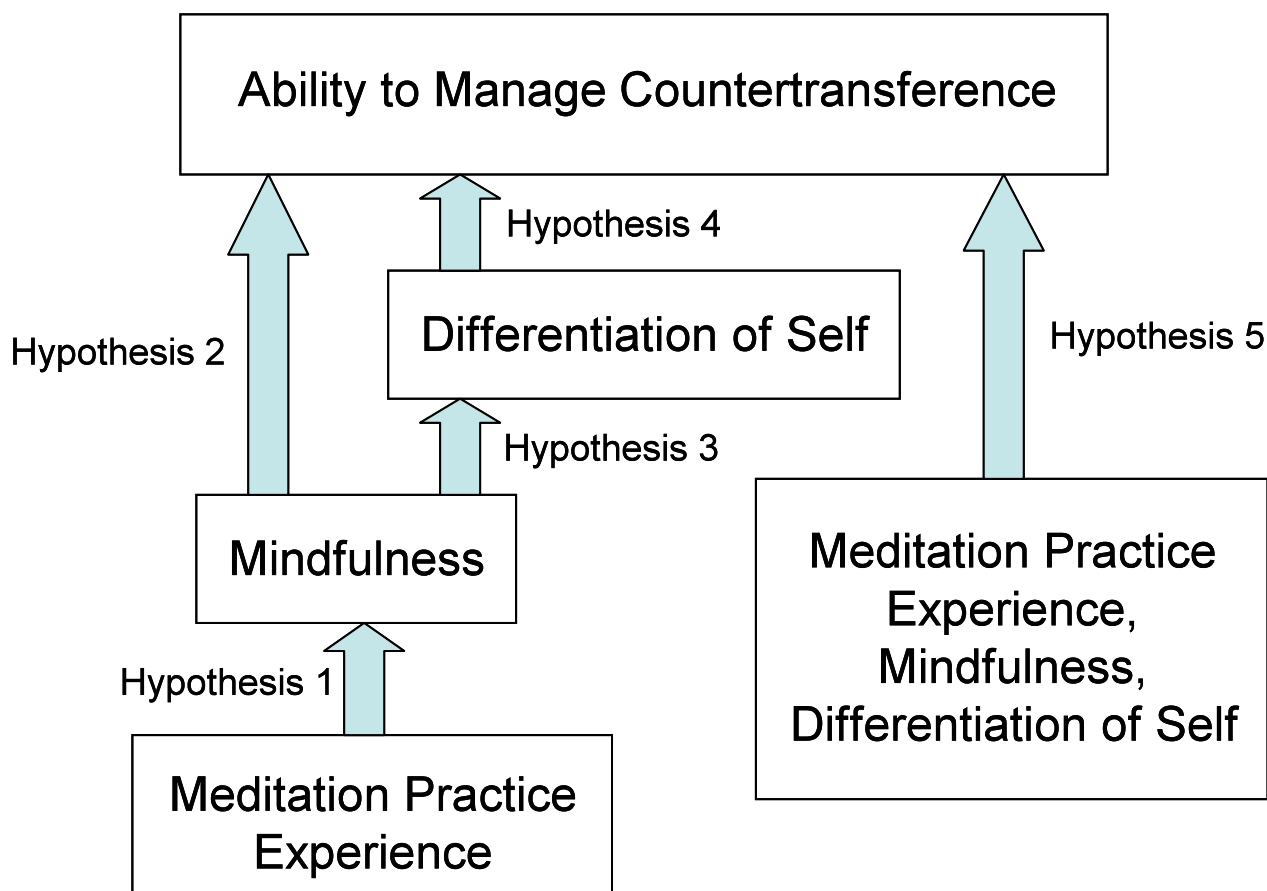 Ability to Manage Countertransference
Hypothesis 4
Differentiation of Self
Hypothesis 2
Hypothesis 5
Hypothesis 3
Mindfulness
Meditation Practice
Experience,
Mindfulness,
Differentiation of Self
Hypothesis 1
Meditation Practice
Experience